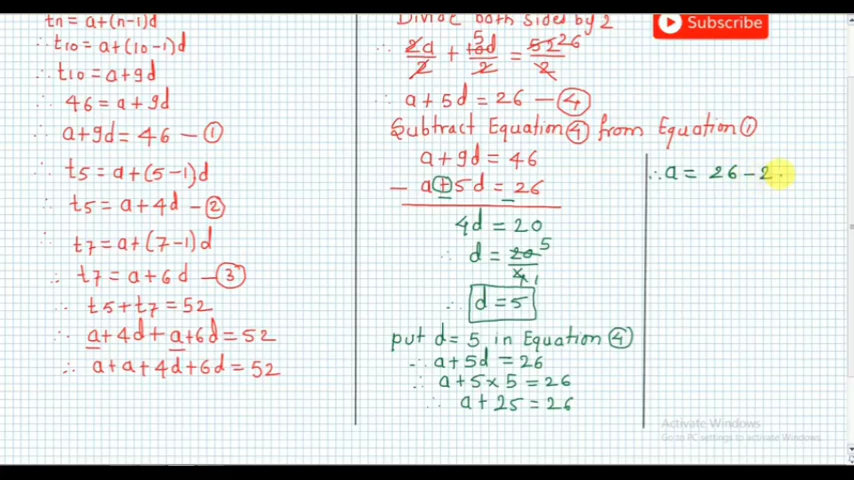 tn = a+(n-1)d
∴ t10 = a+(10-1)d
∴ t10 = a+9d
∴ 46 = a+9d
∴ a+9d = 46 — ①
t5 = a+(5-1)d
∴ t5 = a+4d - ②
t7 = a+(7-1)d
∴ t7 = a+6d — ③
∴ t5+t7 = 52
∴ a+4d+a+6d = 52
∴ a+a+4d+6d = 52
Divide both sides by 2
∴ 2a/2 + 10d/2 5 = 52/2 26
∴ a+5d = 26 — ④
Subtract Equation ④ from Equation ①
a+9d = 46
- a+5d = 26
-
-
4d = 20
∴ d = 20/4 5 1
∴ d = 5
put d = 5 in Equation ④
∴ a+5d = 26
∴ a+5×5 = 26
∴ a+25 = 26
∴ a = 26-2
Subscribe
Activate Windows
Go to PC settings to activate Windows.